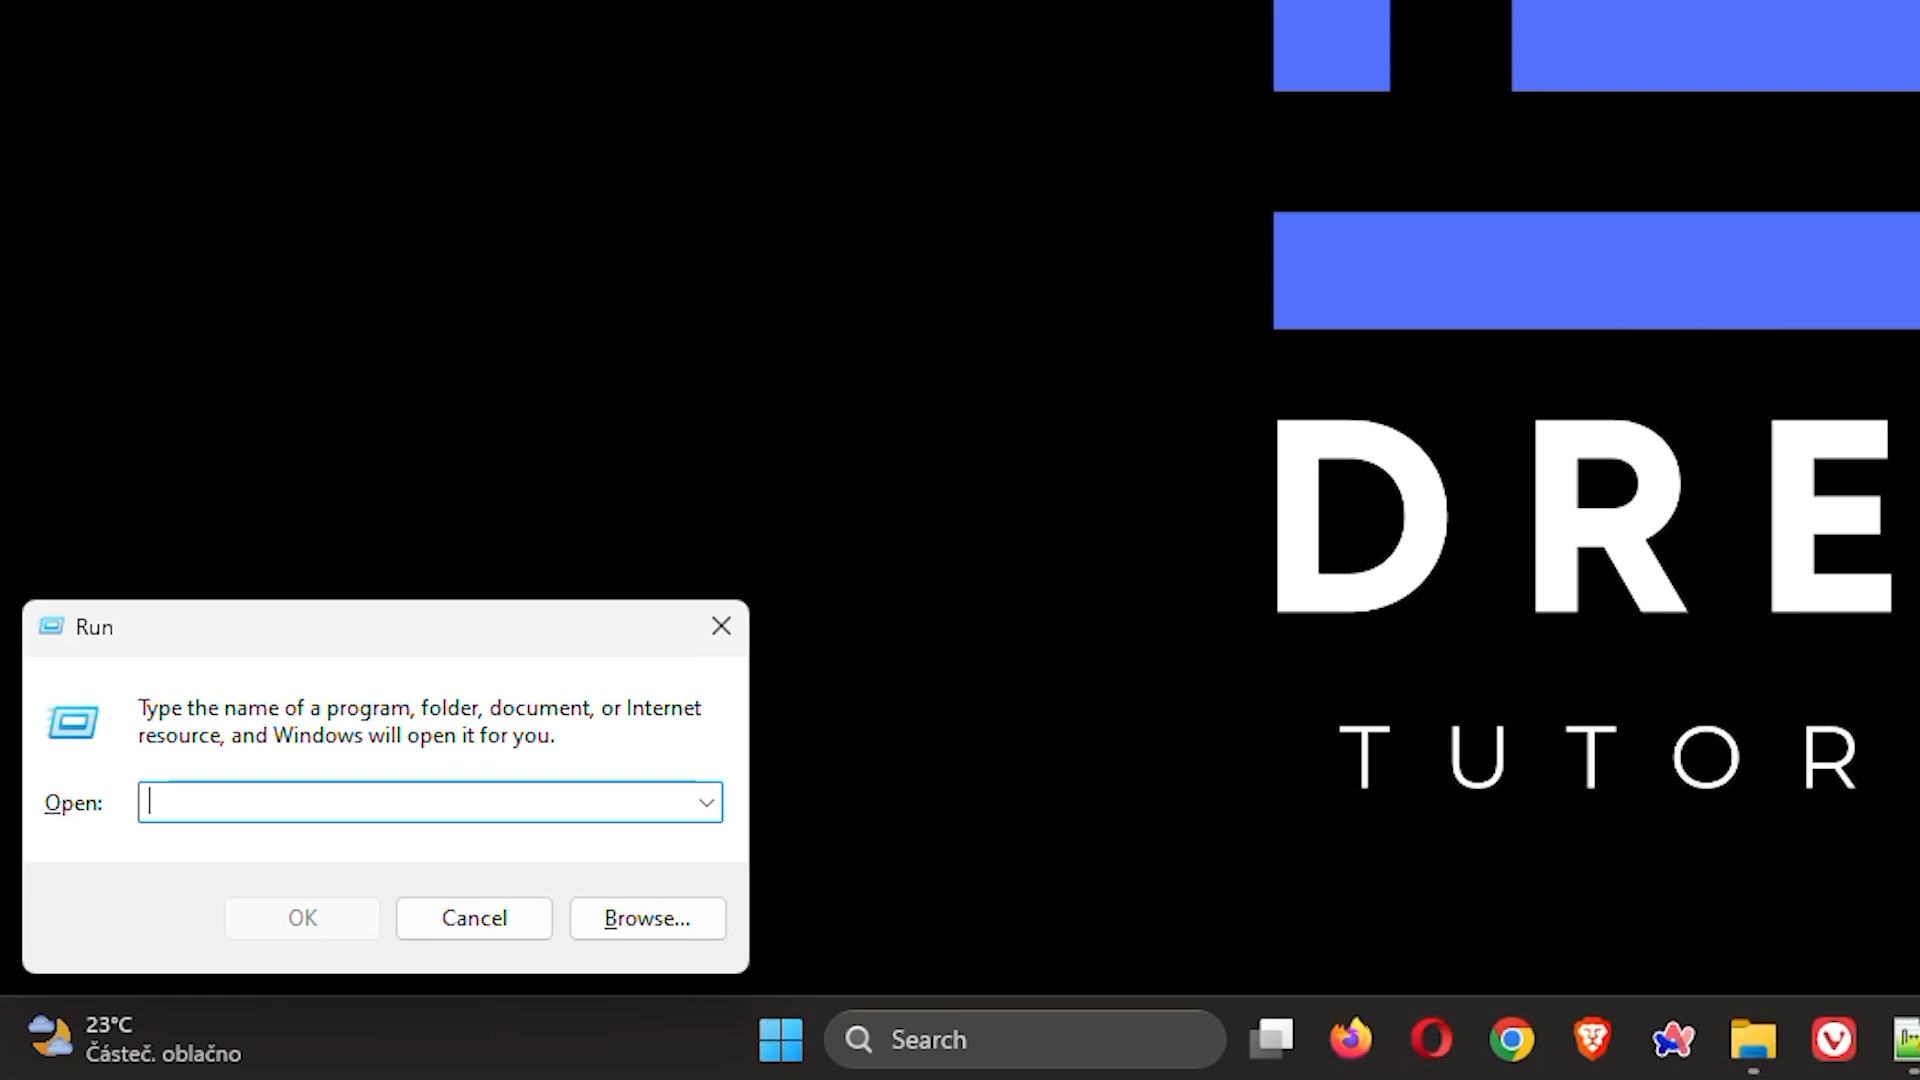 DRE
TUTOR
Run
Type the name of a program, folder, document, or Internet
resource, and Windows will open it for you.
Open:
OK
Cancel
Browse...
23°C
Částeč. oblačno
Search